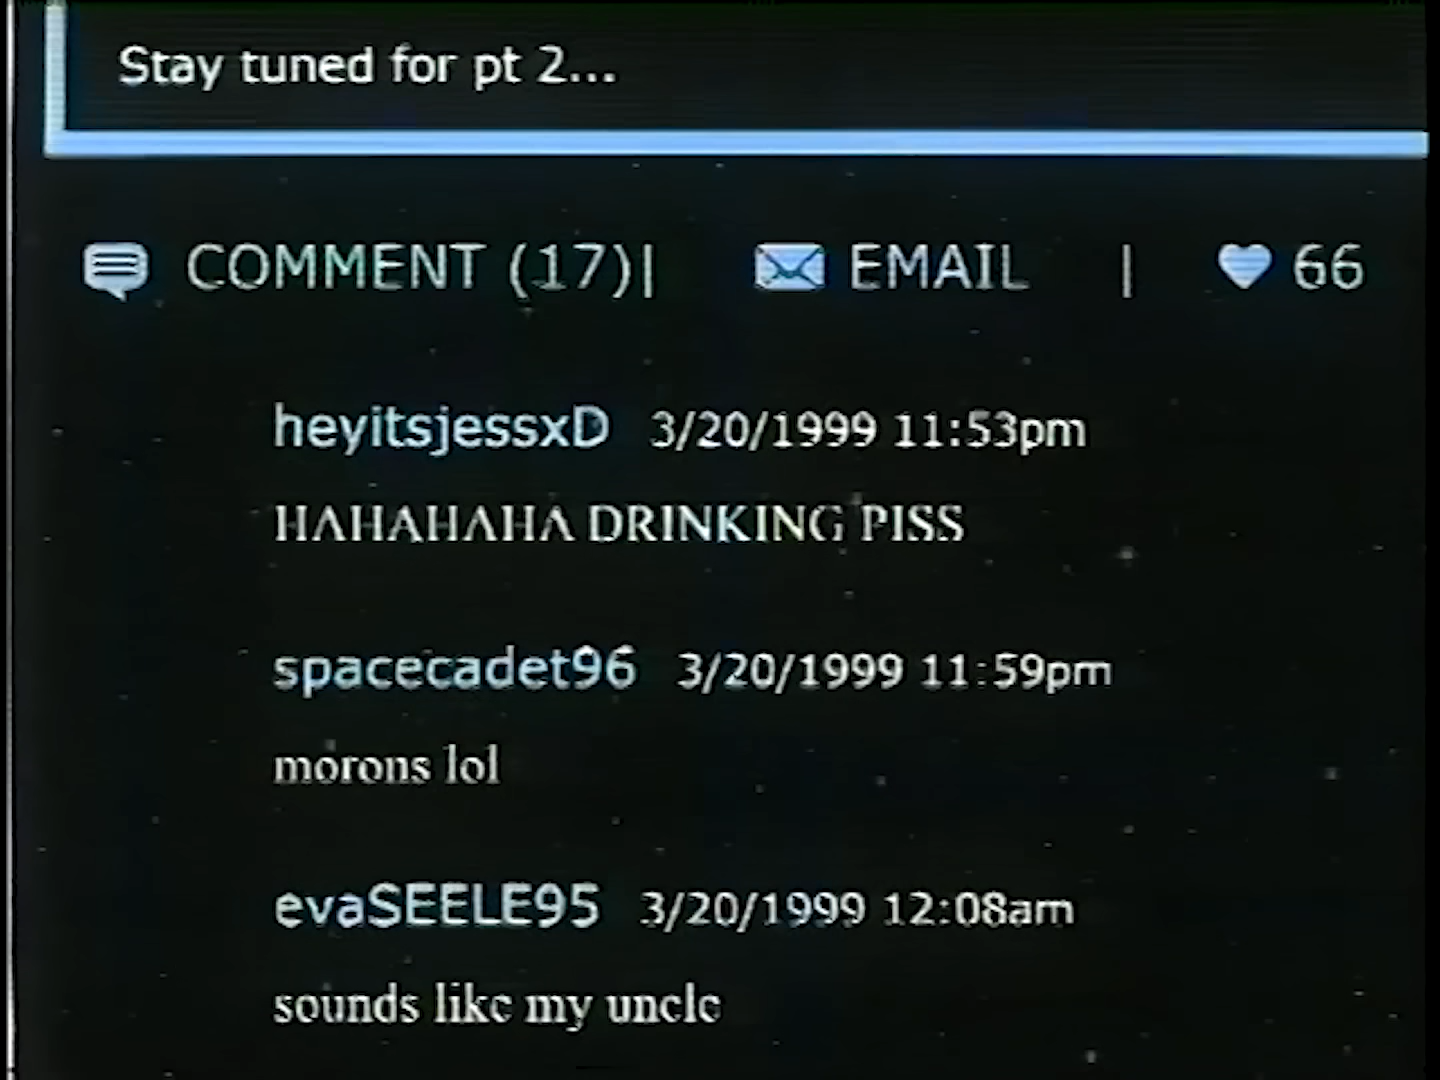 Stay tuned for pt 2...
COMMENT (17)| EMAIL | 66
heyitsjessxD 3/20/1999 11:53pm
HAHAHAHA DRINKING PISS
spacecadet96 3/20/1999 11:59pm
morons lol
evaSEELE95 3/20/1999 12:08am
sounds like my uncle